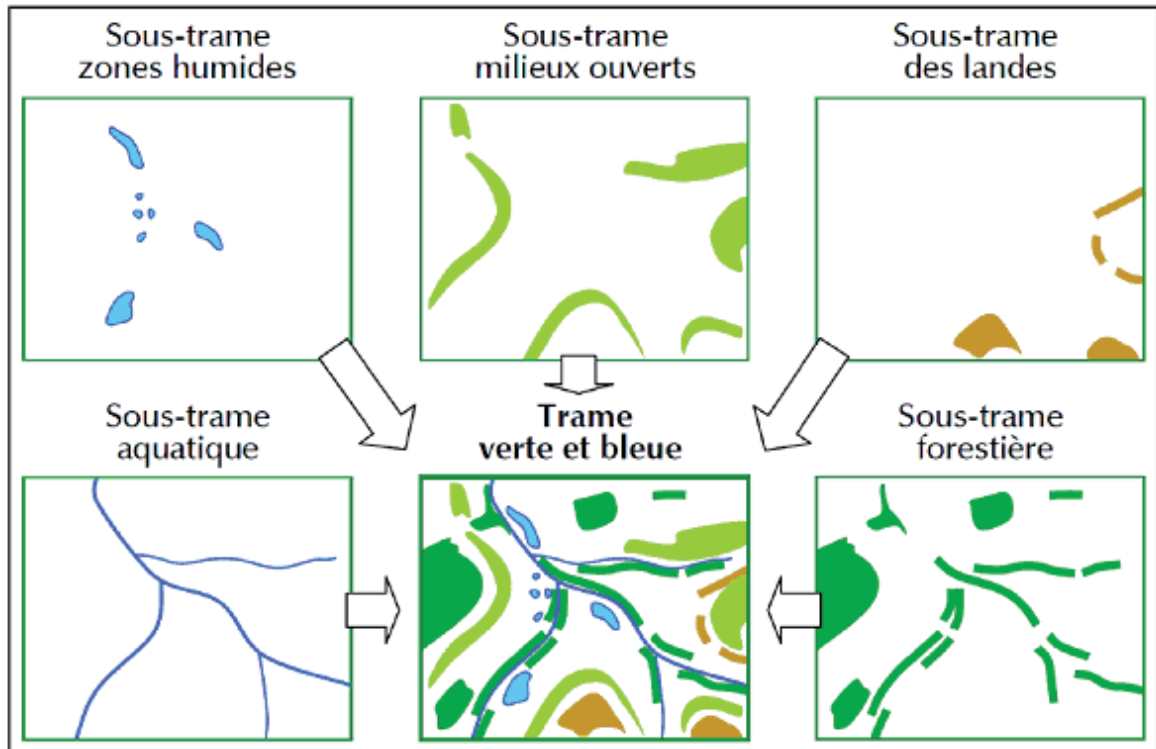 Sous-trame
zones humides
Sous-trame
milieux ouverts
Sous-trame
des landes
Sous-trame
aquatique
Trame
verte et bleue
Sous-trame
forestière